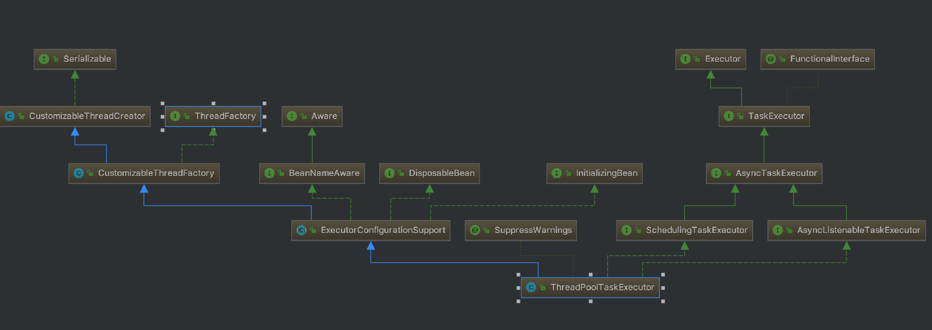 Serializable
Executor
FunctionalInterface
CustomizableThreadCreator
ThreadFactory
Aware
TaskExecutor
CustomizableThreadFactory
BeanNameAware
DisposableBean
InitializingBean
AsyncTaskExecutor
ExecutorConfigurationSupport
SuppressWarnings
SchedulingTaskExecutor
AsyncListenableTaskExecutor
ThreadPoolTaskExecutor